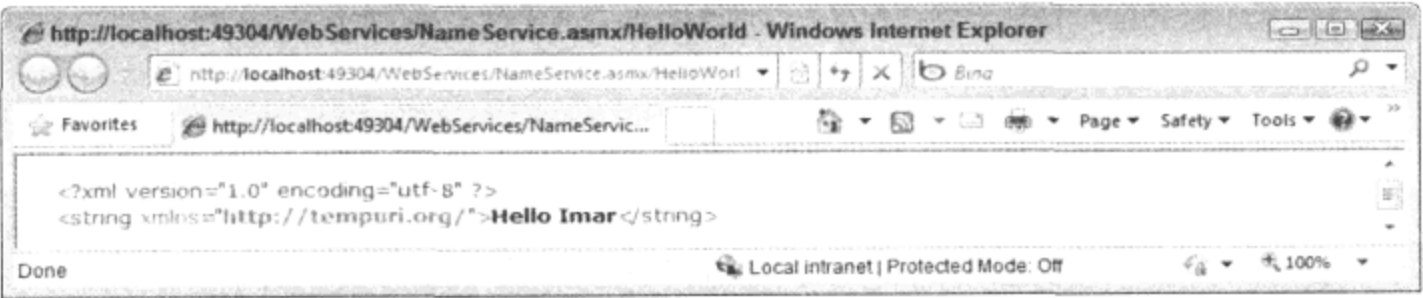 http://localhost:49304/WebServices/NameService.asmx/HelloWorld - Windows Internet Explorer
http://localhost:49304/WebServices/NameService.asmx/HelloWorl
Bing
Favorites
http://localhost:49304/WebServices/NameServic...
Page
Safety
Tools
<?xml version="1.0" encoding="utf-8" ?>
<string xmlns="http://tempuri.org/">Hello Imar</string>
Done
Local intranet | Protected Mode: Off
100%